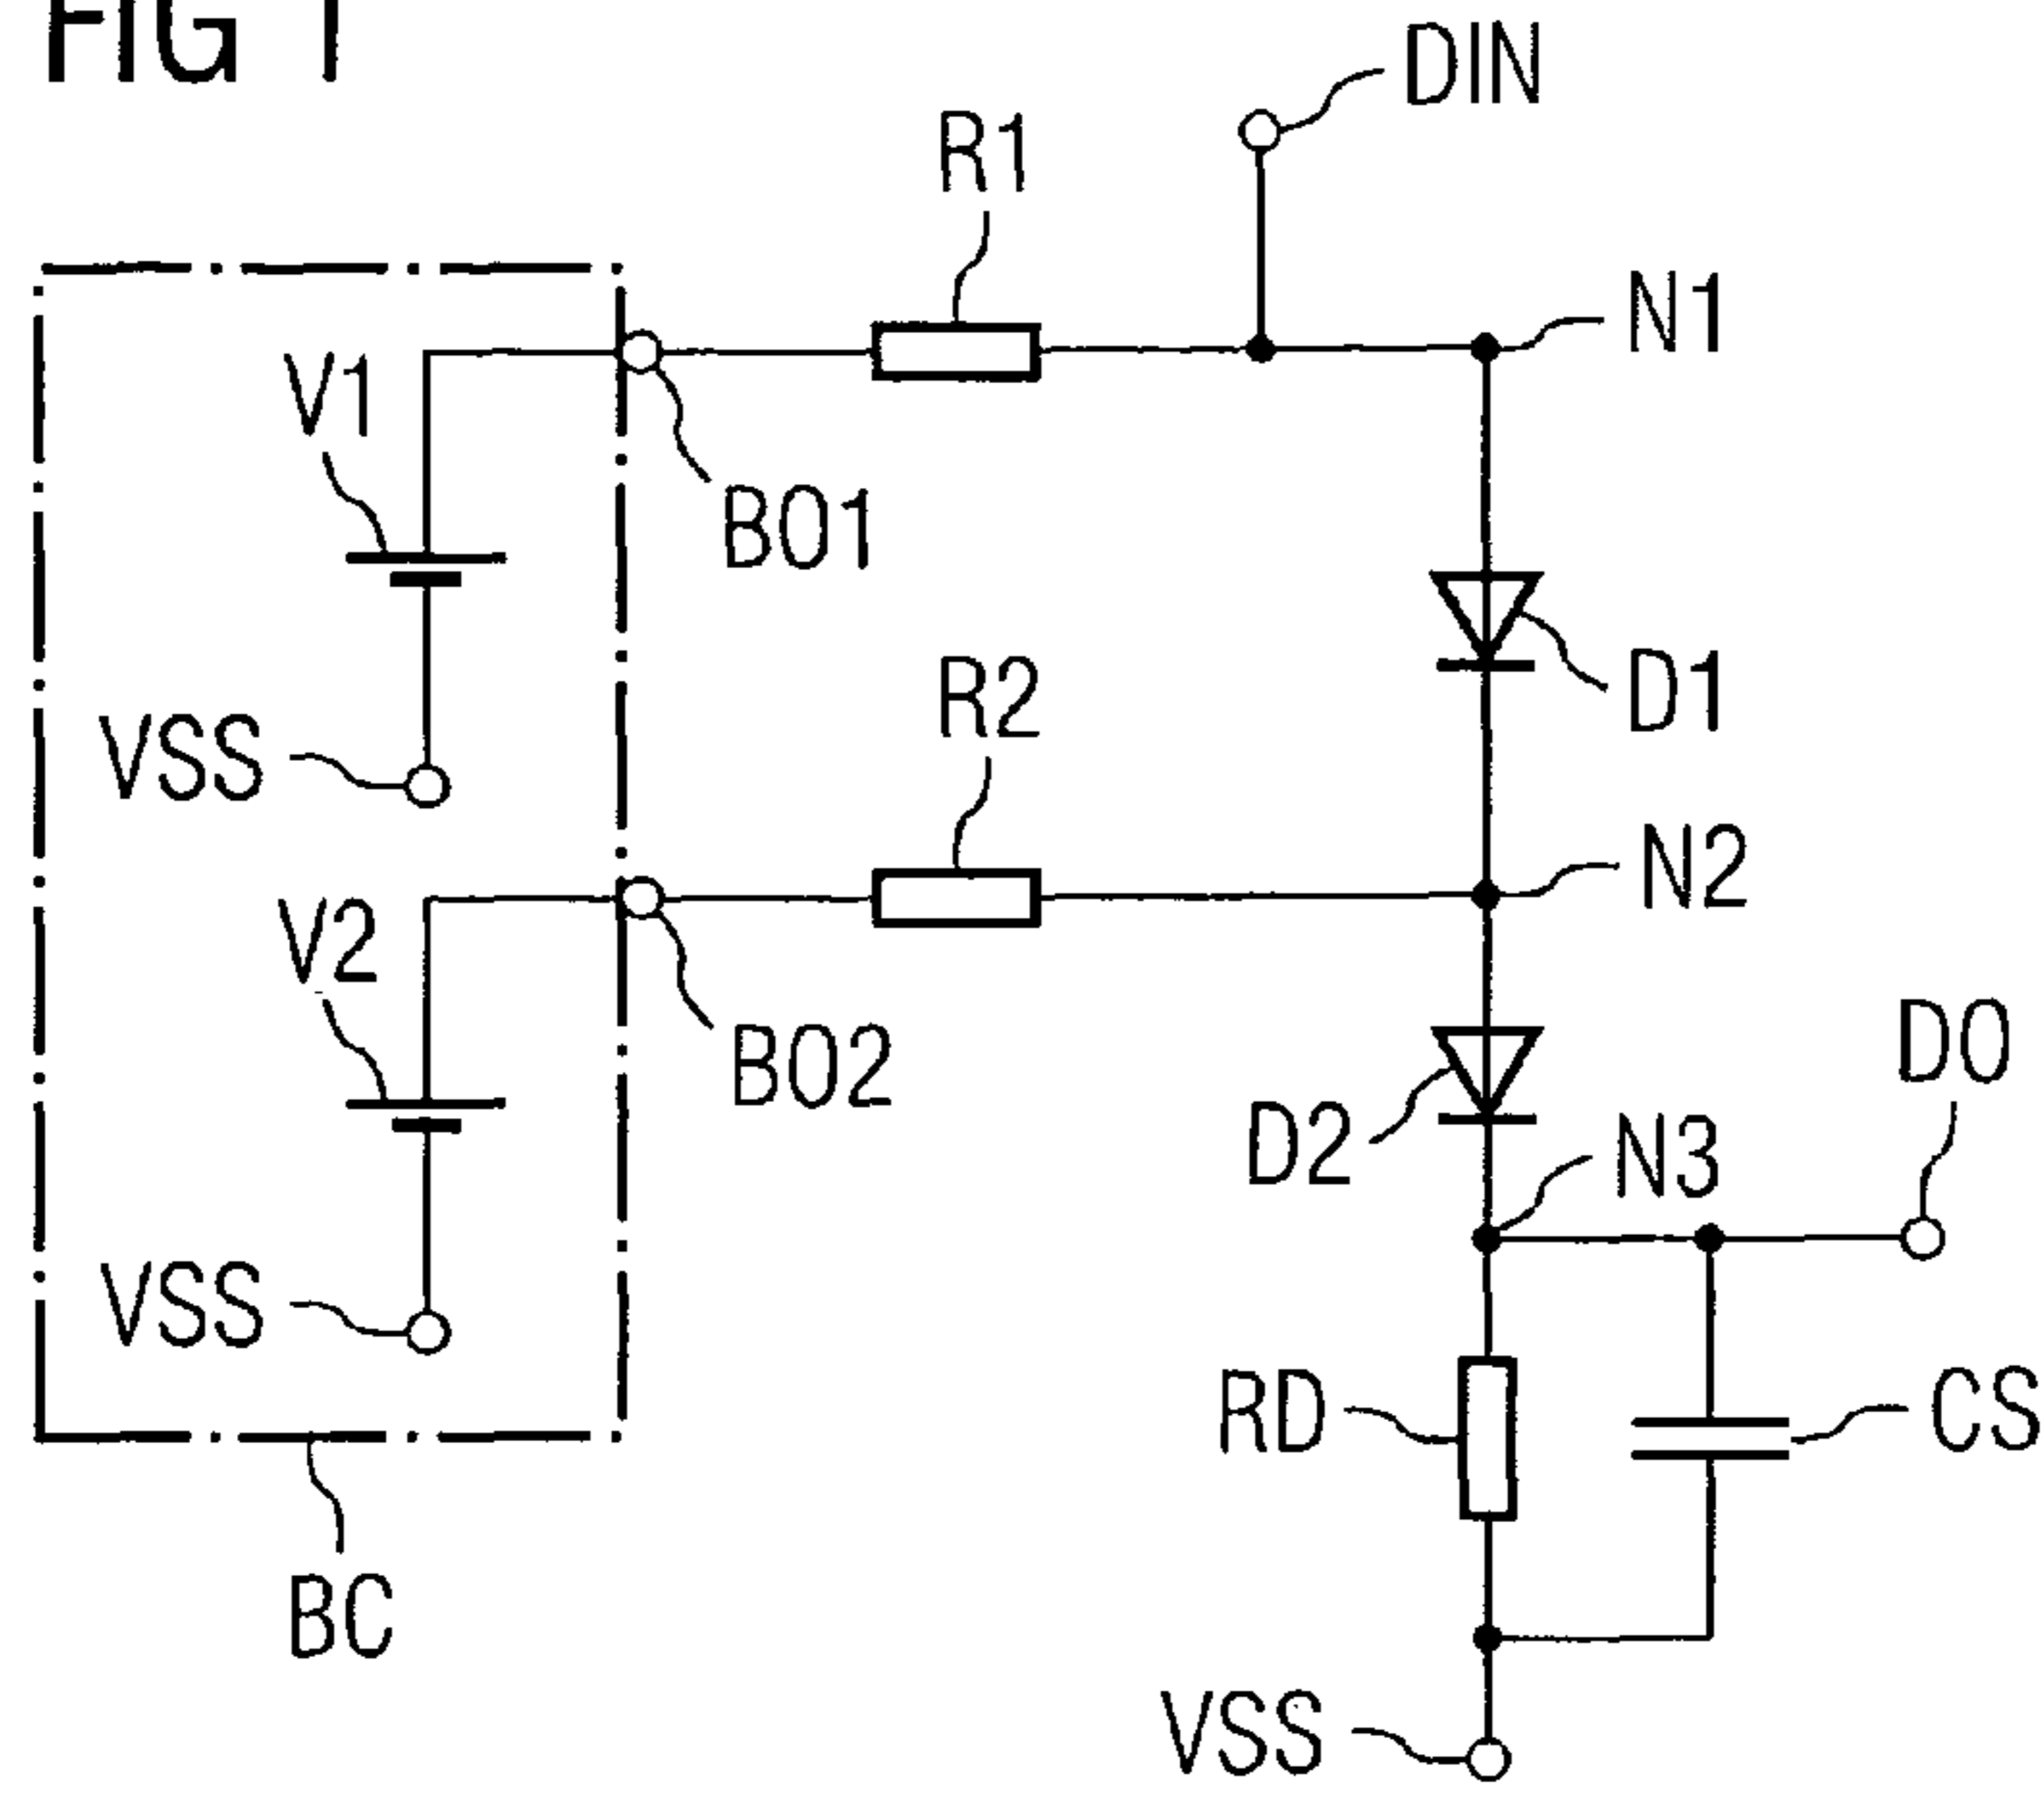 FIG 1
DIN
R1
N1
V1
BO1
D1
R2
VSS
N2
V2
DO
BO2
D2
N3
VSS
RD
CS
BC
VSS